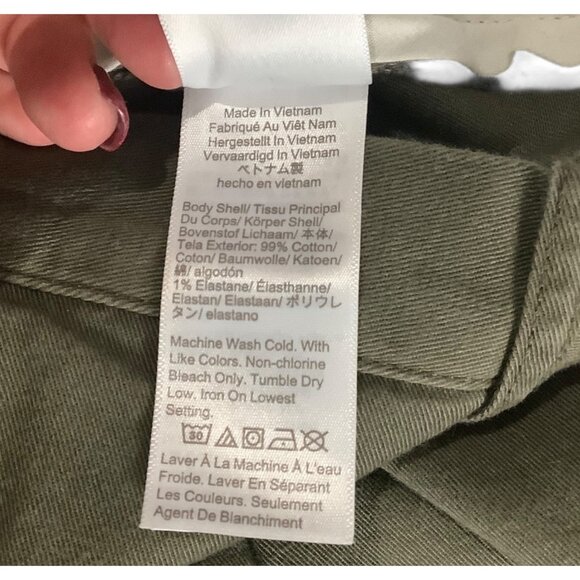 Made In Vietnam
Fabriqué Au Viêt Nam
Hergestellt In Vietnam
Vervaardigd In Vietnam
ベトナム製
hecho en vietnam
Body Shell/ Tissu Principal
Du Corps/ Körper Shell/
Bovenstof Lichaam/ 本体/
Tela Exterior: 99% Cotton/
Coton/ Baumwolle/ Katoen/
綿/ algodón
1% Elastane/ Élasthanne/
Elastan/ Elastaan/ ポリウレ
タン/ elastano
Machine Wash Cold. With
Like Colors. Non-chlorine
Bleach Only. Tumble Dry
Low. Iron On Lowest
Setting.
30
Laver À La Machine À L'eau
Froide. Laver En Séparant
Les Couleurs. Seulement
Agent De Blanchiment